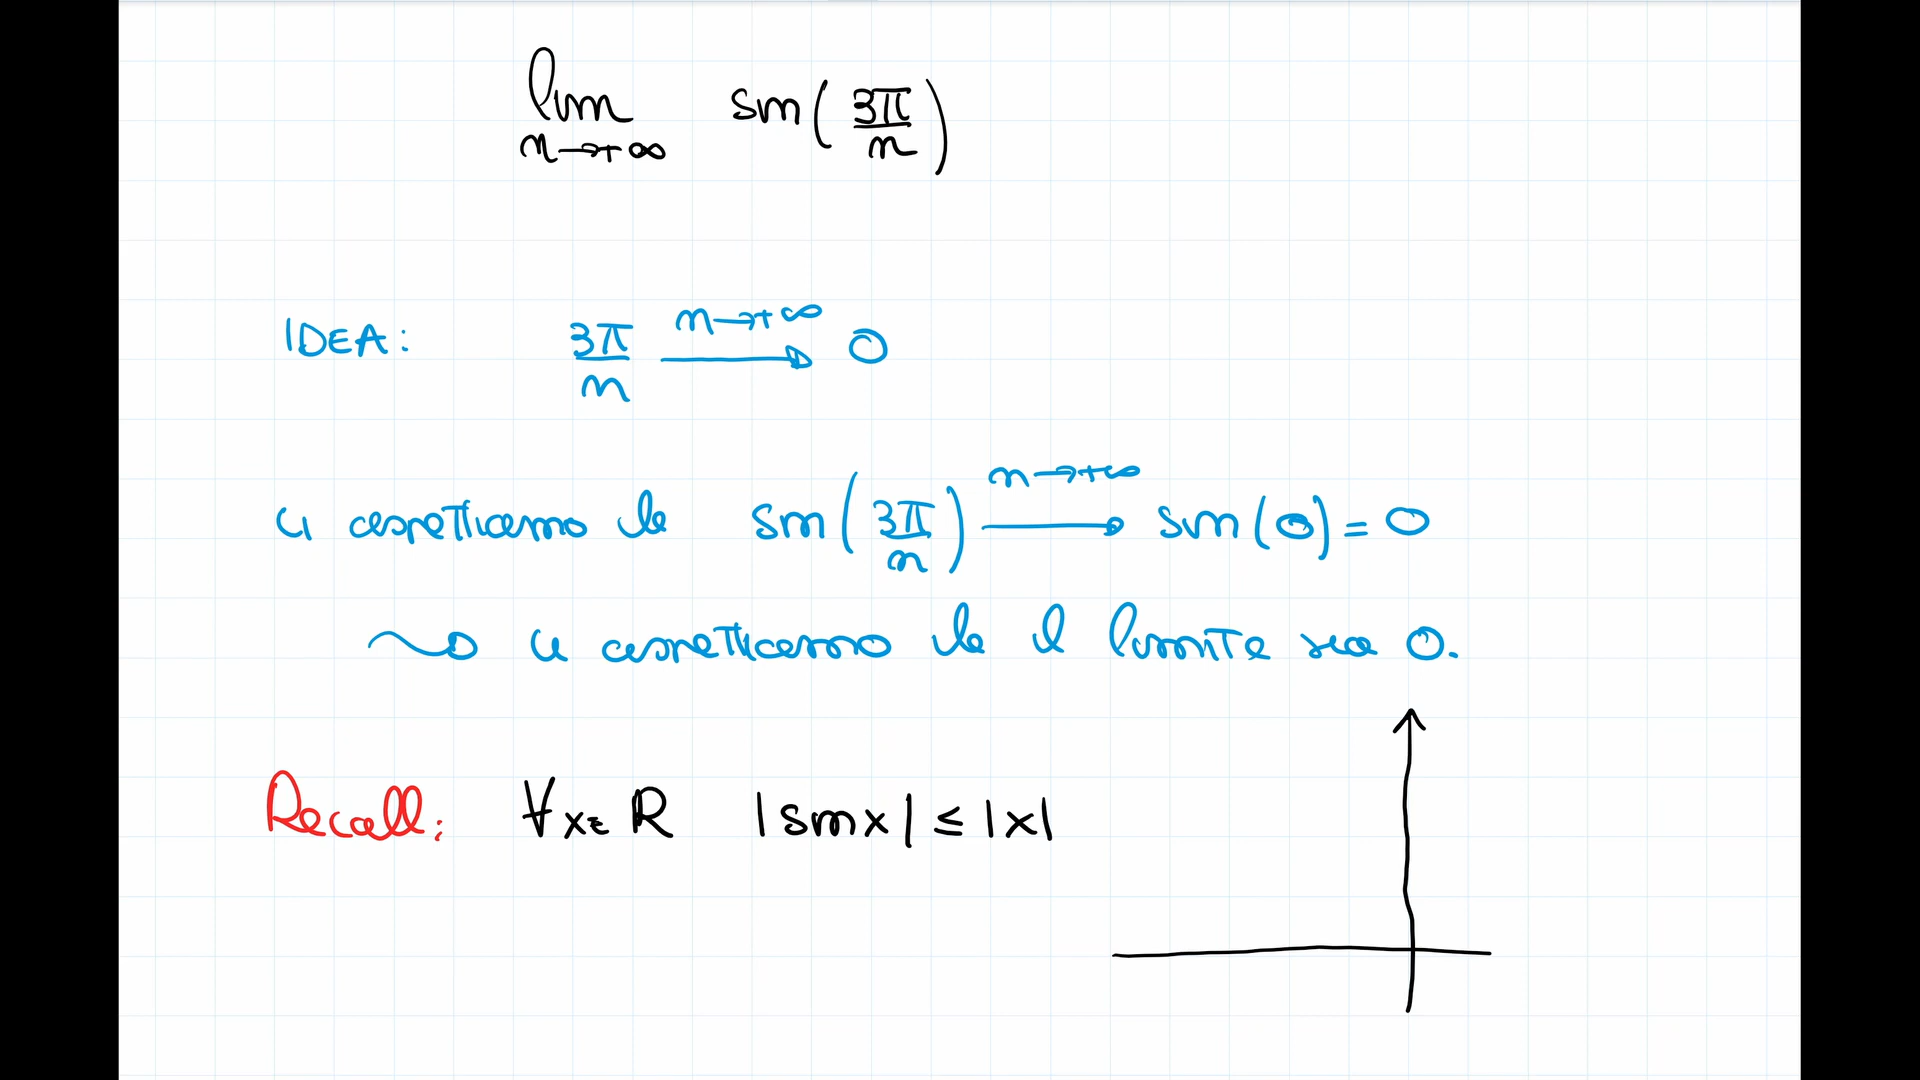 lim n→+∞ sin(3π/n)
IDEA: 3π/n n→+∞ → 0
ci aspettiamo che sin(3π/n) n→+∞ → sin(0) = 0
⇝ ci aspettiamo che il limite sia 0.
Recall: ∀x∈ℝ |sin x| ≤ |x|